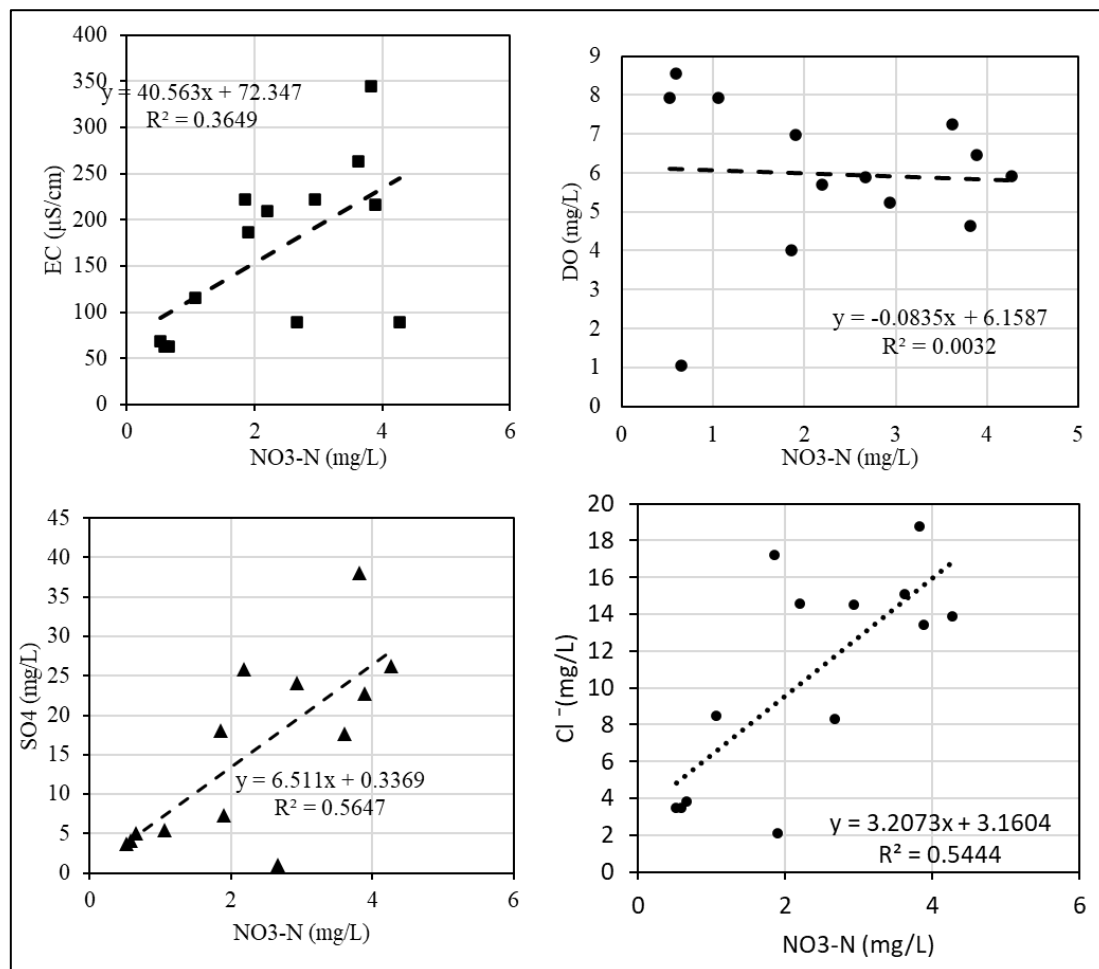 400
350
300
250
200
150
100
50
0
EC (µS/cm)
y = 40.563x + 72.347
R² = 0.3649
0 2 4 6
NO3-N (mg/L)
9
8
7
6
5
4
3
2
1
0
DO (mg/L)
y = -0.0835x + 6.1587
R² = 0.0032
0 1 2 3 4 5
NO3-N (mg/L)
45
40
35
30
25
20
15
10
5
0
SO4 (mg/L)
y = 6.511x + 0.3369
R² = 0.5647
0 2 4 6
NO3-N (mg/L)
20
18
16
14
12
10
8
6
4
2
0
Cl ⁻(mg/L)
y = 3.2073x + 3.1604
R² = 0.5444
0 2 4 6
NO3-N (mg/L)